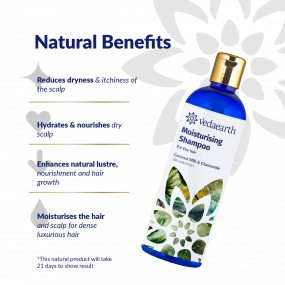 Natural Benefits
Reduces dryness & itchiness of
the scalp
Hydrates & nourishes dry
scalp
Enhances natural lustre,
nourishment and hair
growth
Moisturises the hair
and scalp for dense
luxurious hair
*This natural product will take
21 days to show result
vedaearth
Moisturising
Shampoo
For Dry hair
Coconut Milk & Chamomile